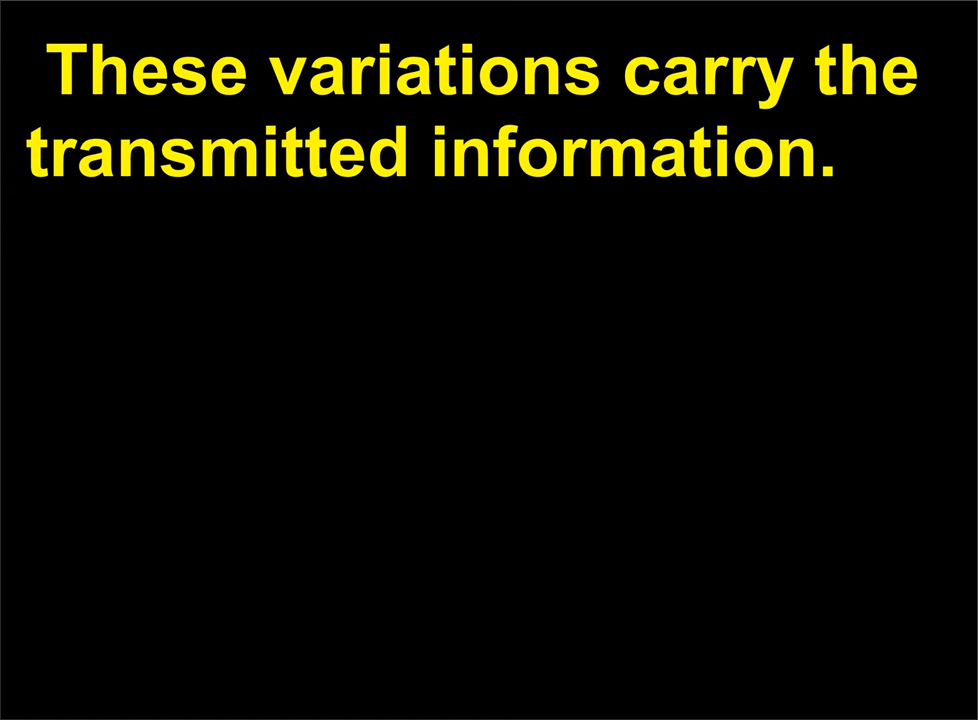 These variations carry the
transmitted information.